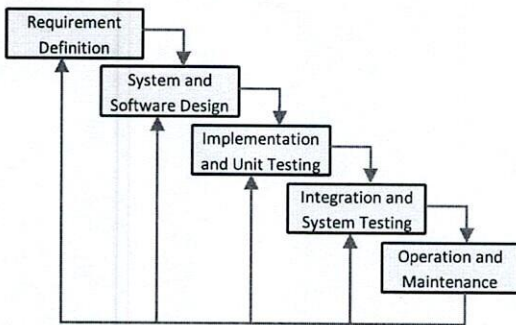 Requirement
Definition
System and
Software Design
Implementation
and Unit Testing
Integration and
System Testing
Operation and
Maintenance